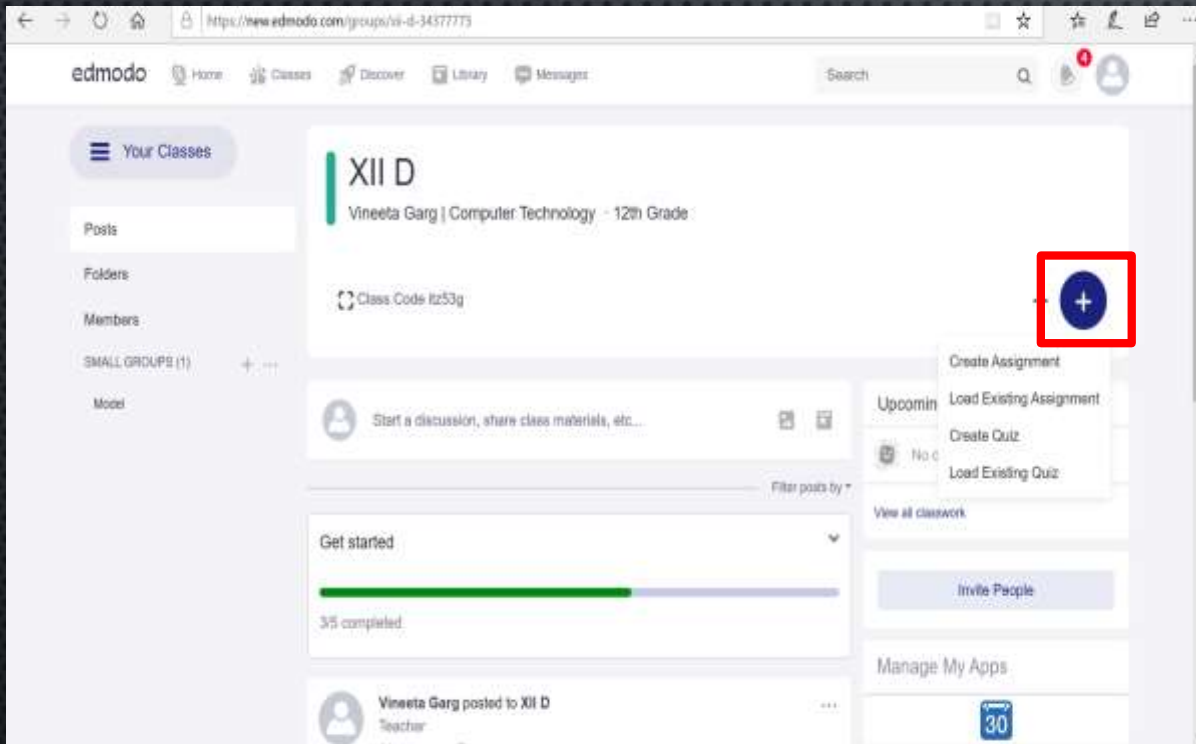 https://new.edmodo.com/groups/xii-d-34377773
edmodo Home Classes Discover Library Messages Search 4
Your Classes
Posts
Folders
Members
SMALL GROUPS (1)
Model
XII D
Vineeta Garg | Computer Technology · 12th Grade
Class Code itz53g
+
Create Assignment
Load Existing Assignment
Create Quiz
Load Existing Quiz
Start a discussion, share class materials, etc...
Filter posts by
Get started
3/5 completed
Vineeta Garg posted to XII D
Teacher
Upcomin
No
View all classwork
Invite People
Manage My Apps
30